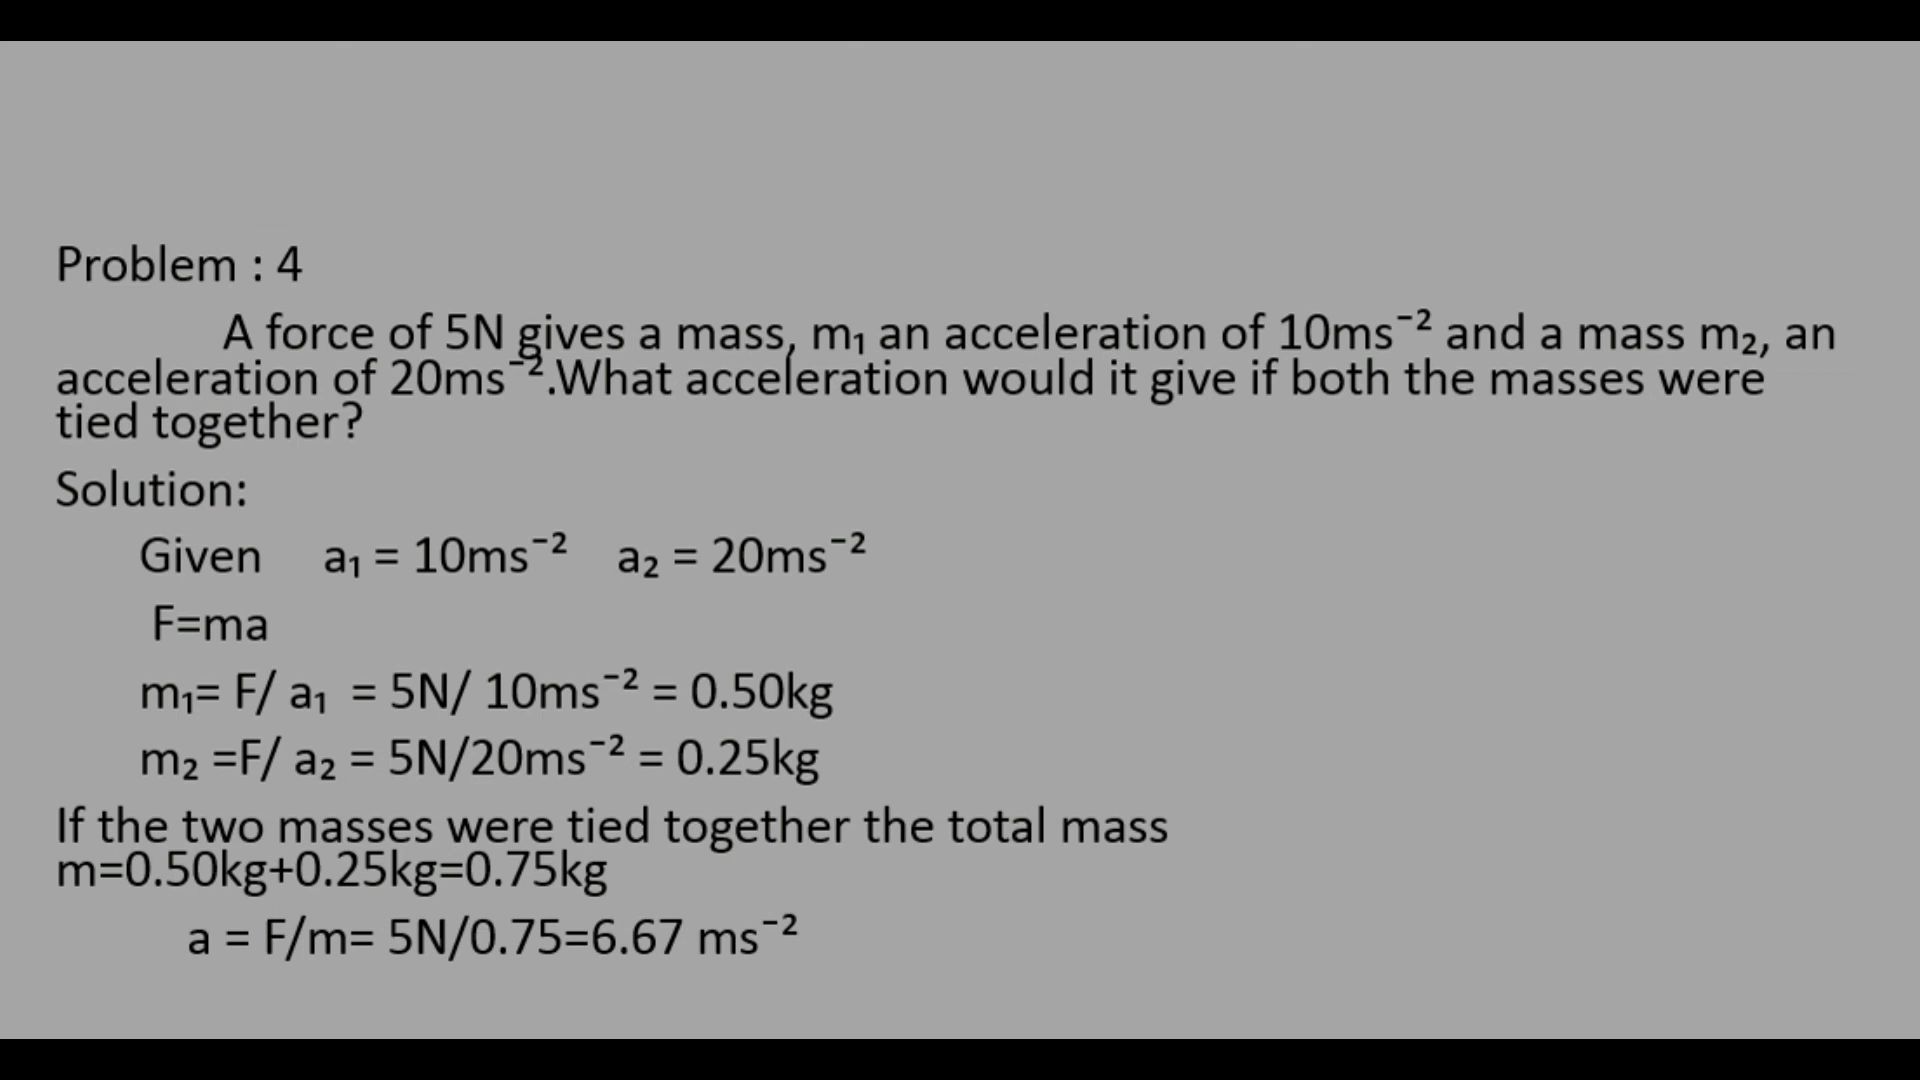 Problem : 4
A force of 5N gives a mass, m₁ an acceleration of 10ms⁻² and a mass m₂, an
acceleration of 20ms⁻².What acceleration would it give if both the masses were
tied together?
Solution:
Given a₁ = 10ms⁻² a₂ = 20ms⁻²
F=ma
m₁= F/ a₁ = 5N/ 10ms⁻² = 0.50kg
m₂ =F/ a₂ = 5N/20ms⁻² = 0.25kg
If the two masses were tied together the total mass
m=0.50kg+0.25kg=0.75kg
a = F/m= 5N/0.75=6.67 ms⁻²